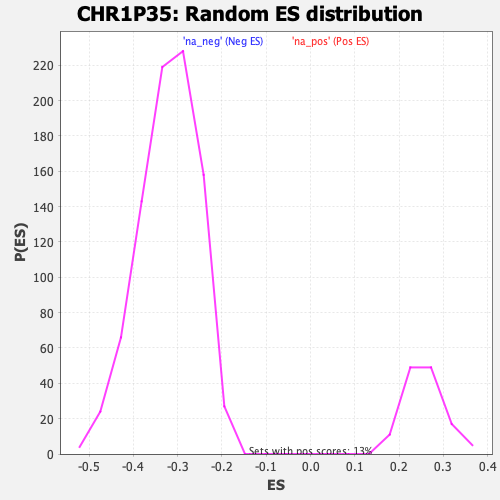 CHR1P35: Random ES distribution
'na_neg' (Neg ES) 'na_pos' (Pos ES)
P(ES)
220
200
180
160
140
120
100
80
60
40
20
0
Sets with pos scores: 13%
-0.5 -0.4 -0.3 -0.2 -0.1 0.0 0.1 0.2 0.3 0.4
ES